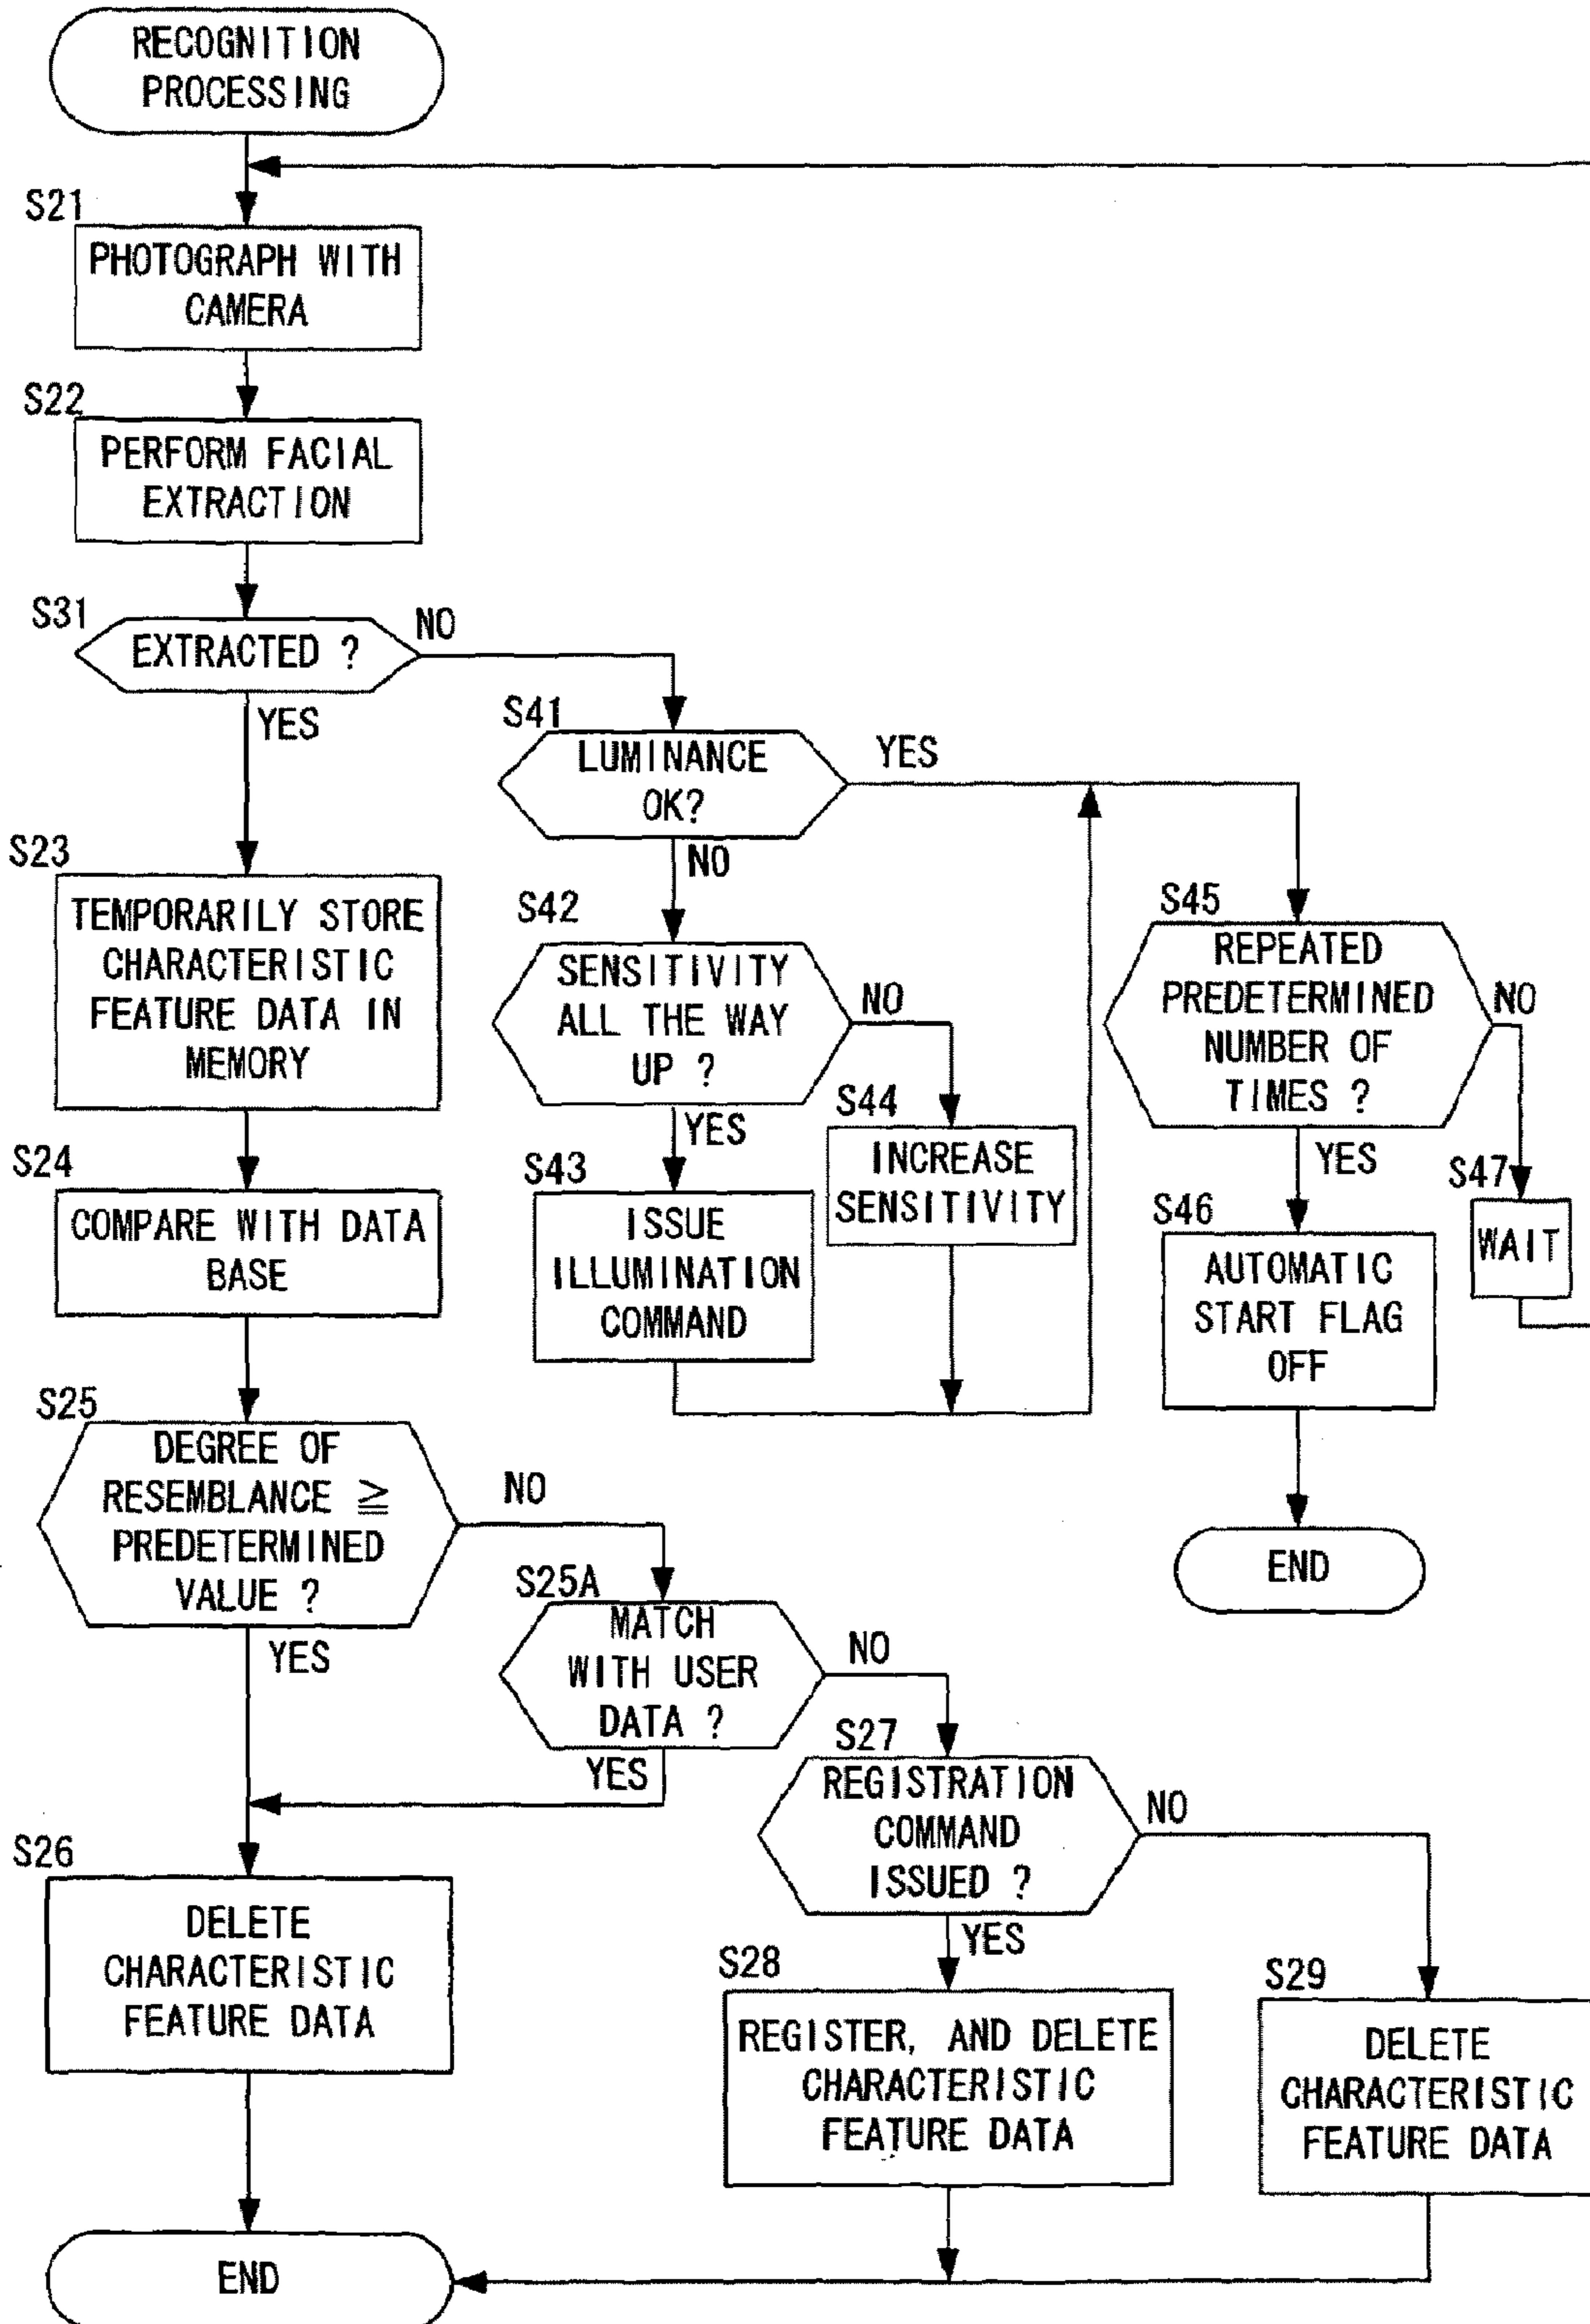 RECOGNITION
PROCESSING
S21
PHOTOGRAPH WITH
CAMERA
S22
PERFORM FACIAL
EXTRACTION
S31
EXTRACTED ?
NO
YES
S41
LUMINANCE
OK?
YES
NO
S23
TEMPORARILY STORE
CHARACTERISTIC
FEATURE DATA IN
MEMORY
S42
SENSITIVITY
ALL THE WAY
UP ?
NO
YES
S44
INCREASE
SENSITIVITY
S43
ISSUE
ILLUMINATION
COMMAND
S45
REPEATED
PREDETERMINED
NUMBER OF
TIMES ?
NO
YES
S47
WAIT
S46
AUTOMATIC
START FLAG
OFF
END
S24
COMPARE WITH DATA
BASE
S25
DEGREE OF
RESEMBLANCE ≧
PREDETERMINED
VALUE ?
NO
YES
S25A
MATCH
WITH USER
DATA ?
NO
YES
S27
REGISTRATION
COMMAND
ISSUED ?
NO
YES
S26
DELETE
CHARACTERISTIC
FEATURE DATA
S28
REGISTER, AND DELETE
CHARACTERISTIC
FEATURE DATA
S29
DELETE
CHARACTERISTIC
FEATURE DATA
END